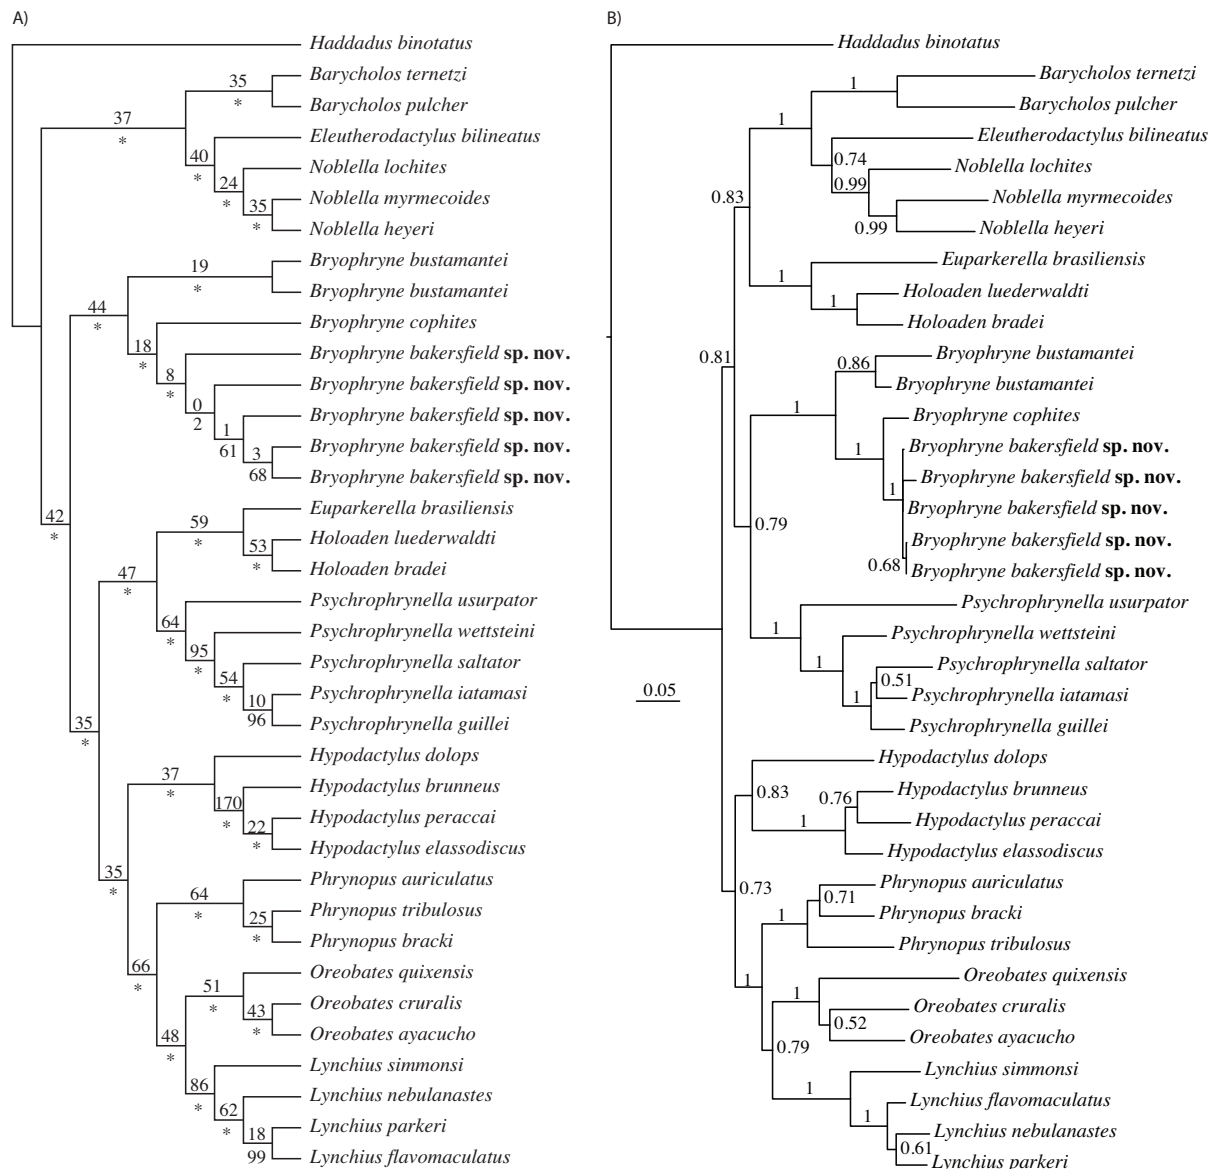 A)
Haddadus binotatus
Barycholos ternetzi
35
*
Barycholos pulcher
37
*
Eleutherodactylus bilineatus
40
*
Noblella lochites
24
*
Noblella myrmecoides
35
*
Noblella heyeri
Bryophryne bustamantei
19
*
Bryophryne bustamantei
44
*
Bryophryne cophites
18
*
Bryophryne bakersfield sp. nov.
8
*
Bryophryne bakersfield sp. nov.
0
2
Bryophryne bakersfield sp. nov.
1
61
Bryophryne bakersfield sp. nov.
3
68
Bryophryne bakersfield sp. nov.
42
*
Euparkerella brasiliensis
59
*
Holoaden luederwaldti
53
*
Holoaden bradei
47
*
Psychrophrynella usurpator
64
*
Psychrophrynella wettsteini
95
*
Psychrophrynella saltator
54
*
Psychrophrynella iatamasi
10
96
Psychrophrynella guillei
35
*
Hypodactylus dolops
37
*
Hypodactylus brunneus
170
*
Hypodactylus peraccai
22
*
Hypodactylus elassodiscus
35
*
Phrynopus auriculatus
64
*
Phrynopus tribulosus
25
*
Phrynopus bracki
66
*
Oreobates quixensis
51
*
Oreobates cruralis
43
*
Oreobates ayacucho
48
*
Lynchius simmonsi
86
*
Lynchius nebulanastes
62
*
Lynchius parkeri
18
99
Lynchius flavomaculatus
B)
Haddadus binotatus
Barycholos ternetzi
1
Barycholos pulcher
1
Eleutherodactylus bilineatus
0.74
Noblella lochites
0.99
Noblella myrmecoides
0.99
Noblella heyeri
0.83
Euparkerella brasiliensis
1
Holoaden luederwaldti
1
Holoaden bradei
0.81
Bryophryne bustamantei
0.86
Bryophryne bustamantei
1
Bryophryne cophites
1
Bryophryne bakersfield sp. nov.
Bryophryne bakersfield sp. nov.
1
Bryophryne bakersfield sp. nov.
0.79
Bryophryne bakersfield sp. nov.
0.68
Bryophryne bakersfield sp. nov.
Psychrophrynella usurpator
1
Psychrophrynella wettsteini
1
Psychrophrynella saltator
0.51
Psychrophrynella iatamasi
1
Psychrophrynella guillei
0.05
Hypodactylus dolops
0.83
Hypodactylus brunneus
0.76
Hypodactylus peraccai
1
Hypodactylus elassodiscus
0.73
Phrynopus auriculatus
0.71
Phrynopus bracki
1
Phrynopus tribulosus
1
Oreobates quixensis
1
Oreobates cruralis
0.52
Oreobates ayacucho
0.79
Lynchius simmonsi
1
Lynchius flavomaculatus
1
Lynchius nebulanastes
0.61
Lynchius parkeri